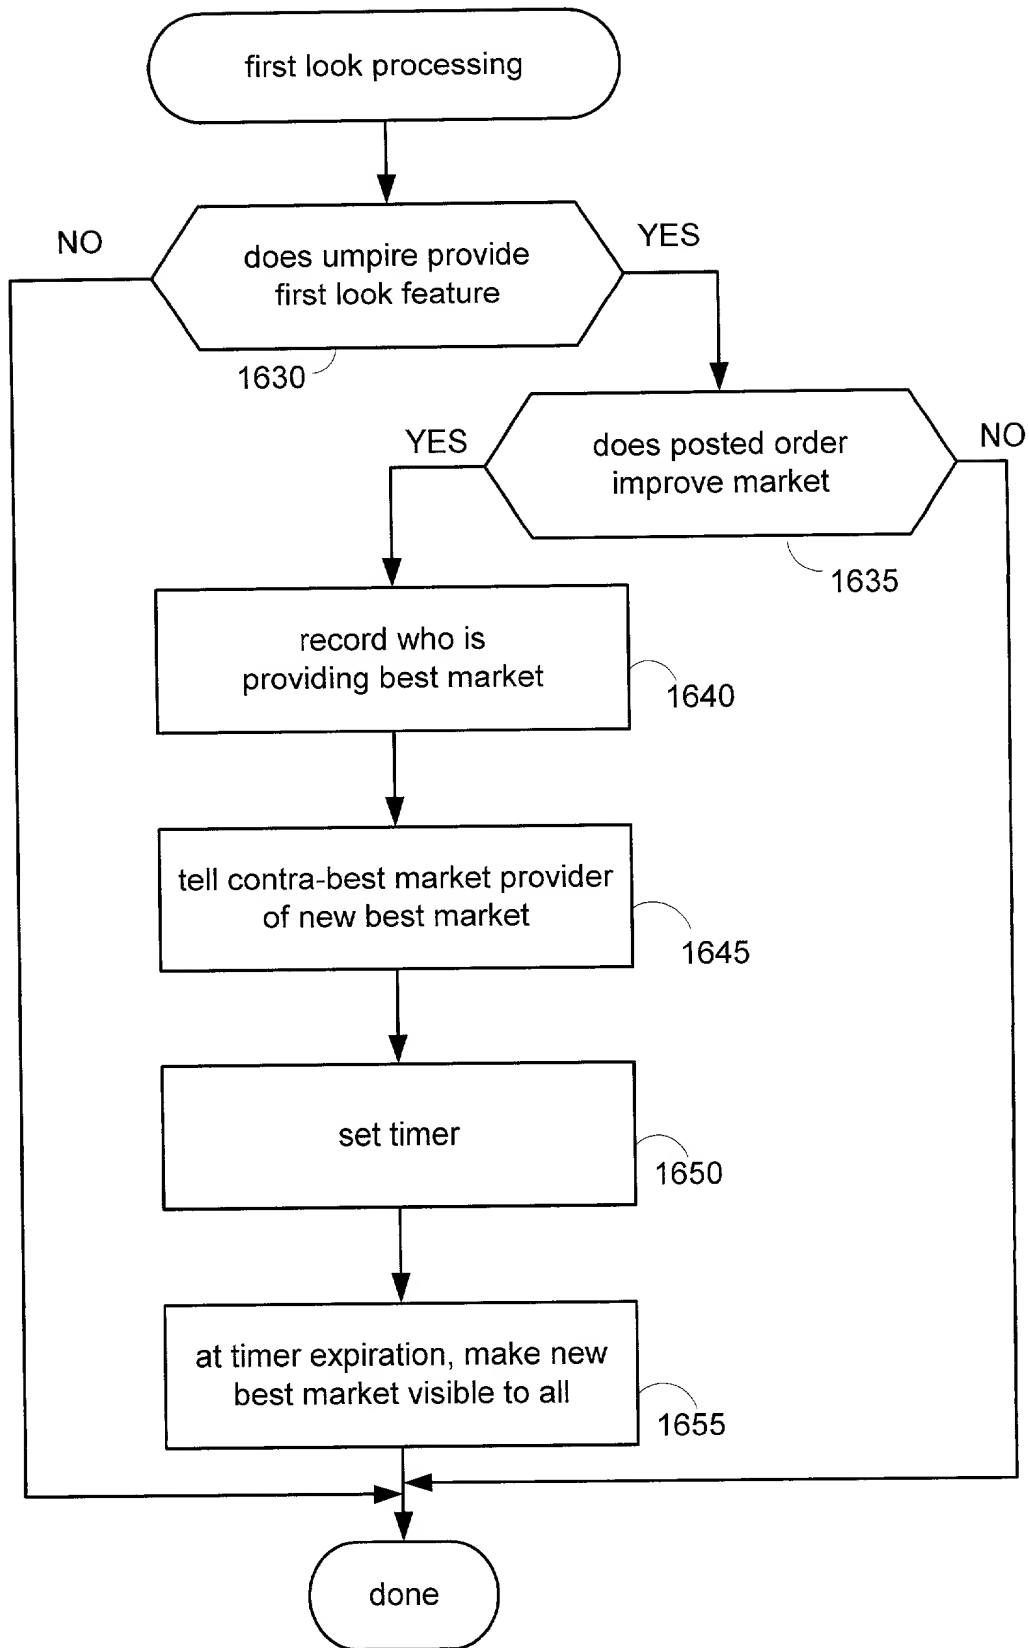 first look processing
NO
YES
does umpire provide
first look feature
1630
YES
NO
does posted order
improve market
1635
record who is
providing best market
1640
tell contra-best market provider
of new best market
1645
set timer
1650
at timer expiration, make new
best market visible to all
1655
done